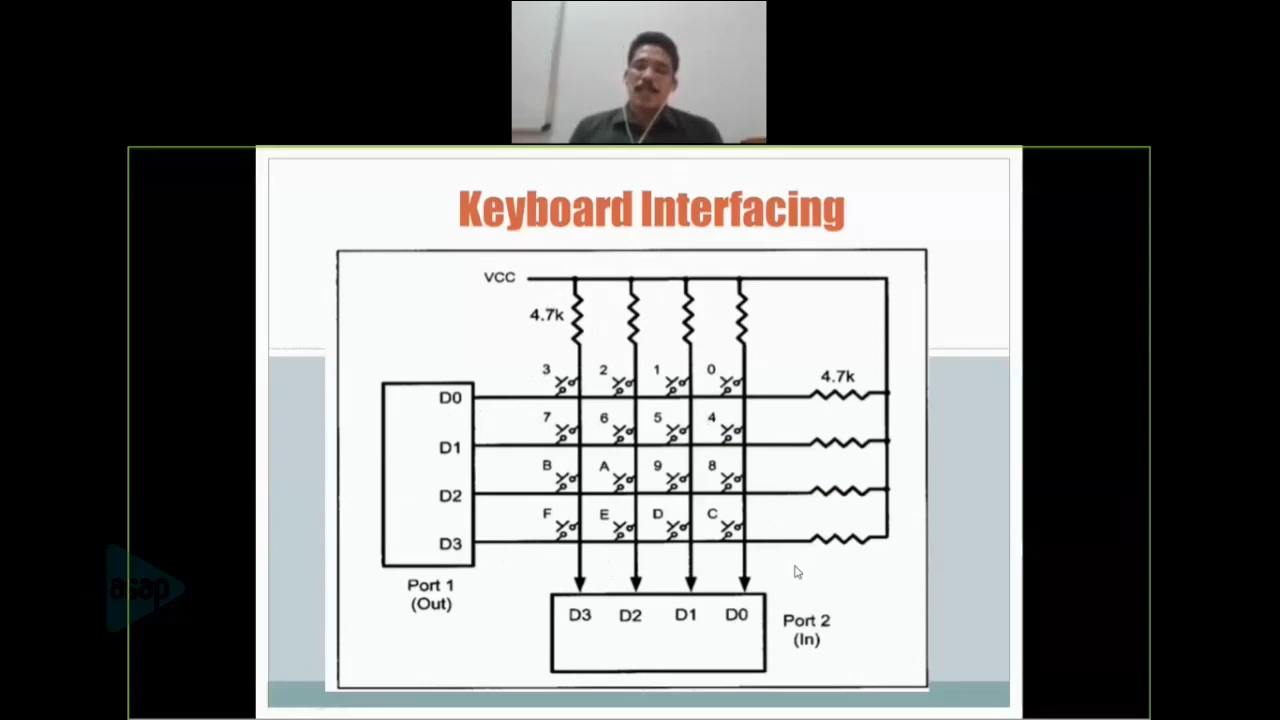 Keyboard Interfacing
VCC
4.7k
3 2 1 0
4.7k
D0
7 6 5 4
D1
B A 9 8
D2
F E D C
D3
Port 1
(Out)
D3 D2 D1 D0
Port 2
(In)
asap